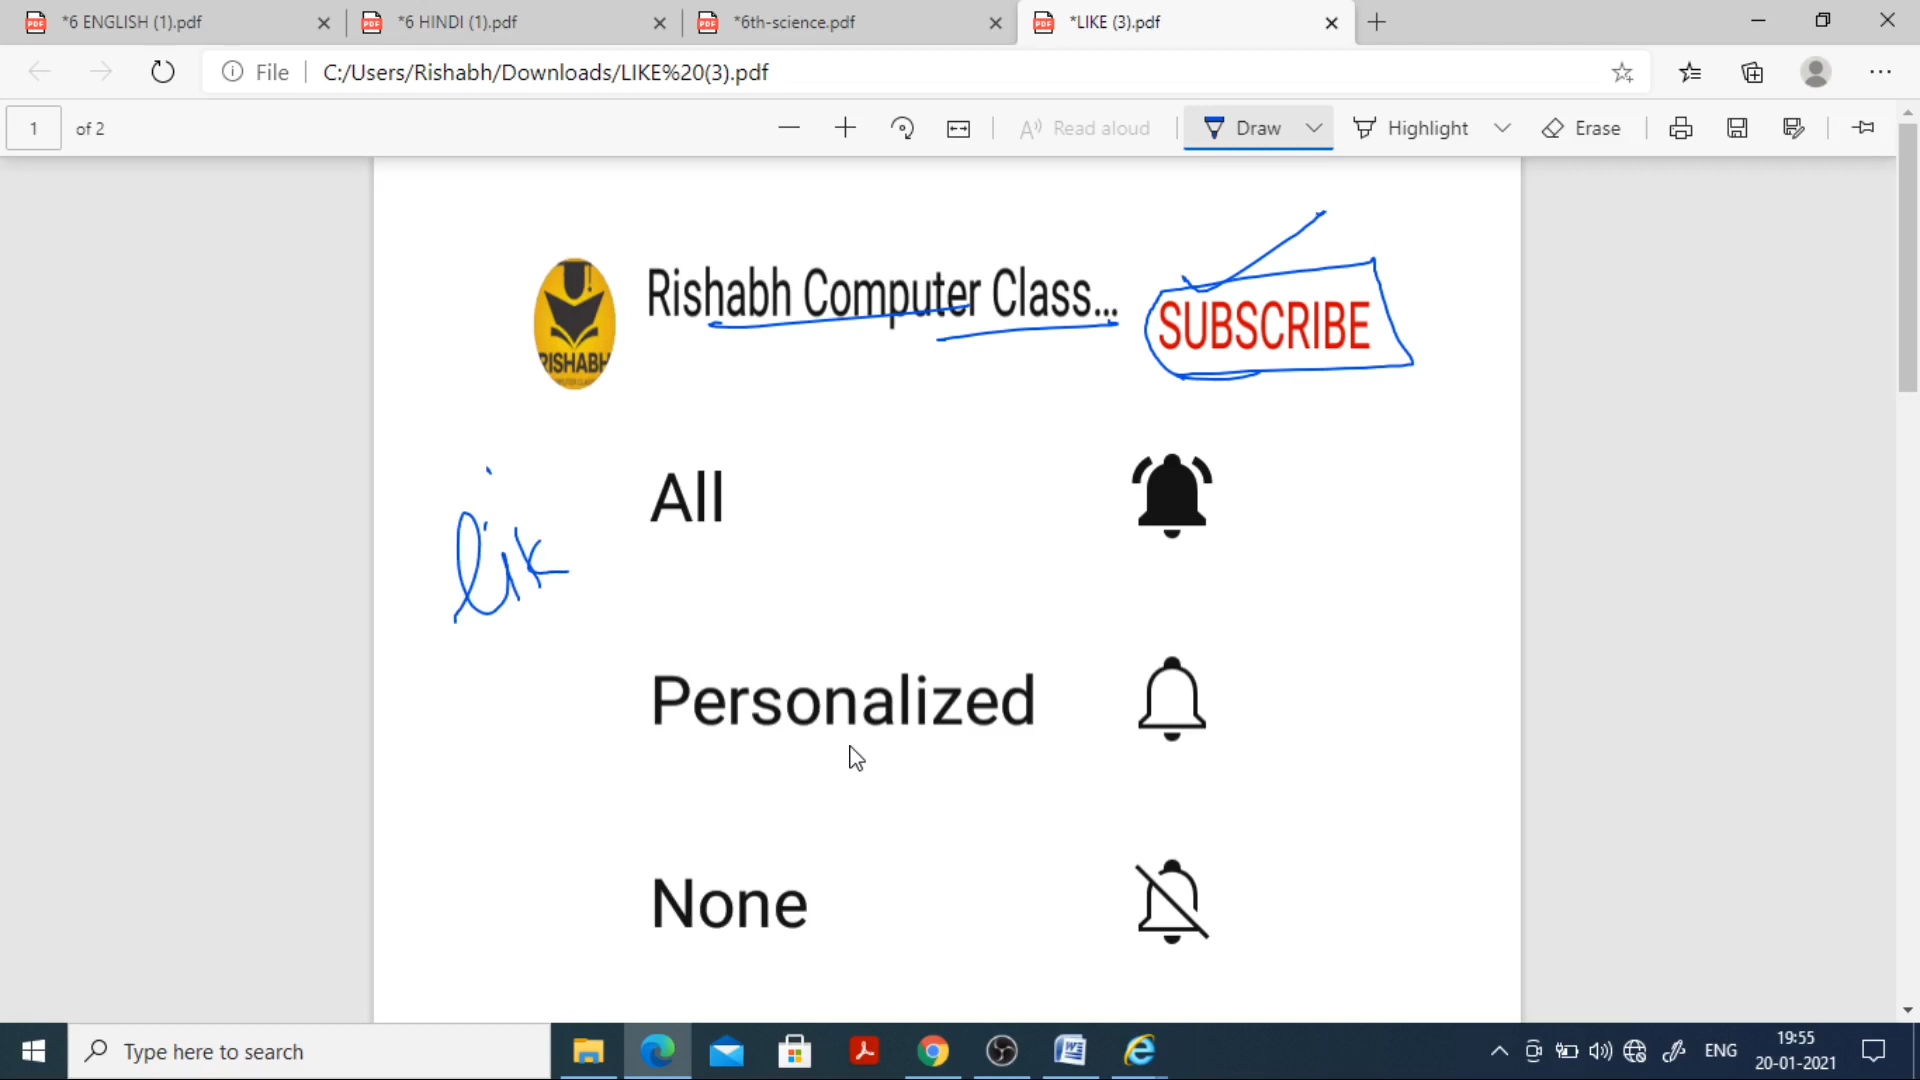 *6 ENGLISH (1).pdf
*6 HINDI (1).pdf
*6th-science.pdf
*LIKE (3).pdf
File
C:/Users/Rishabh/Downloads/LIKE%20(3).pdf
1 of 2
Read aloud
Draw
Highlight
Erase
Rishabh Computer Class...
SUBSCRIBE
RISHABH
All
lik
Personalized
None
Type here to search
ENG
19:55
20-01-2021